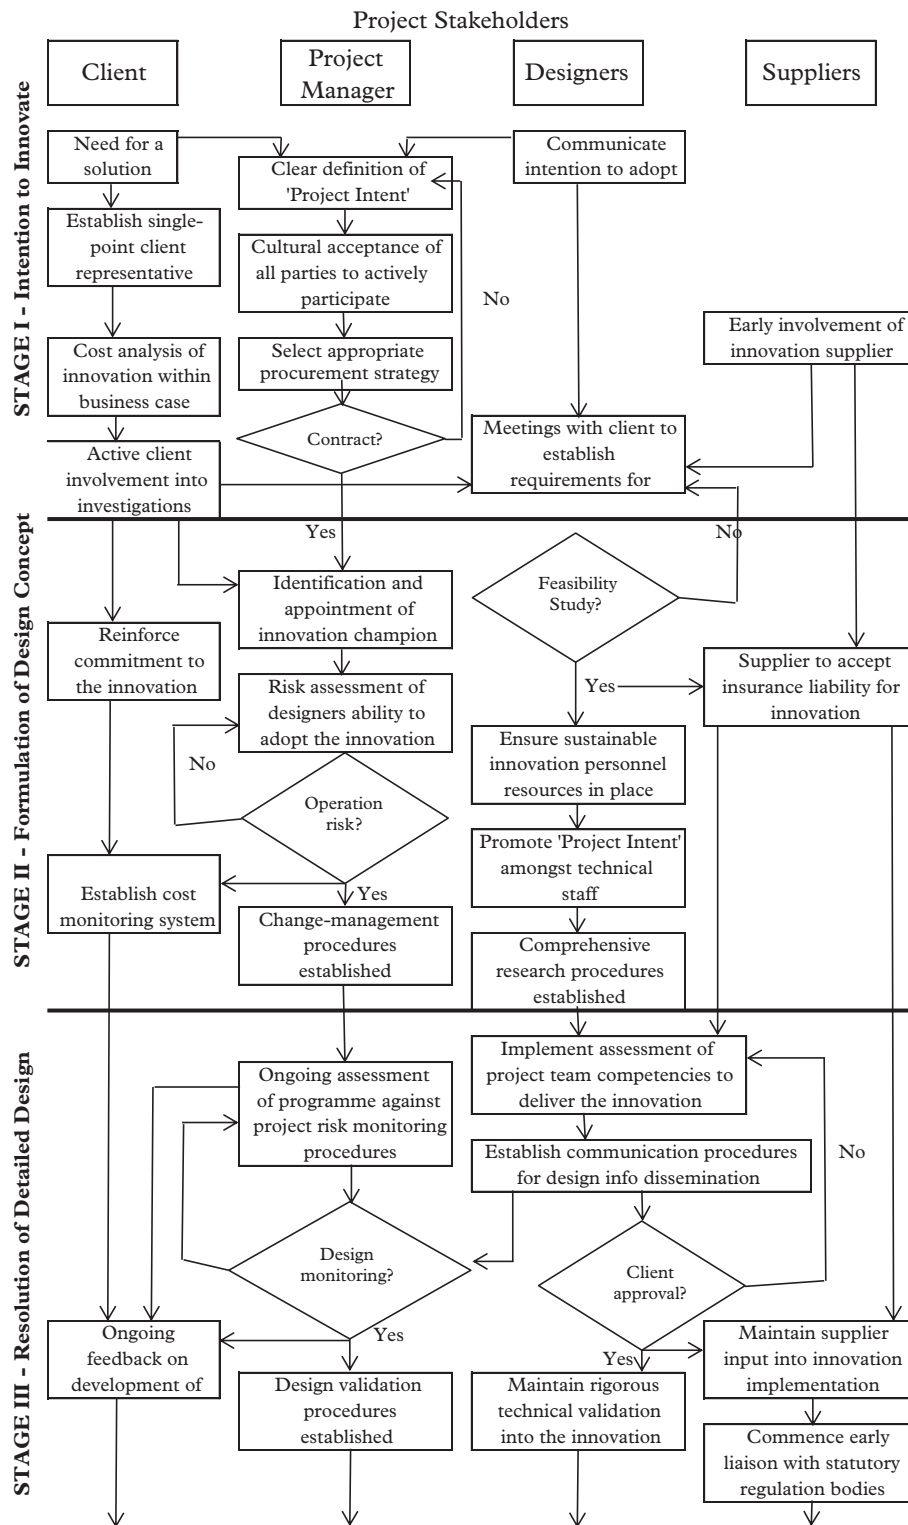 Project Stakeholders
Client
Project
Manager
Designers
Suppliers
STAGE I - Intention to Innovate
Need for a
solution
Communicate
intention to adopt
Clear definition of
'Project Intent'
Establish single-
point client
representative
Cultural acceptance of
all parties to actively
participate
No
Early involvement of
innovation supplier
Cost analysis of
innovation within
business case
Select appropriate
procurement strategy
Contract?
Meetings with client to
establish
requirements for
Active client
involvement into
investigations
STAGE II - Formulation of Design Concept
Yes
No
Identification and
appointment of
innovation champion
Feasibility
Study?
Reinforce
commitment to
the innovation
Supplier to accept
insurance liability for
innovation
Yes
Risk assessment of
designers ability to
adopt the innovation
Ensure sustainable
innovation personnel
resources in place
No
Operation
risk?
Promote 'Project Intent'
amongst technical
staff
Establish cost
monitoring system
Yes
Change-management
procedures
established
Comprehensive
research procedures
established
STAGE III - Resolution of Detailed Design
Implement assessment of
project team competencies to
deliver the innovation
Ongoing assessment
of programme against
project risk monitoring
procedures
Establish communication procedures
for design info dissemination
No
Design
monitoring?
Client
approval?
Ongoing
feedback on
development of
Yes
Yes
Maintain supplier
input into innovation
implementation
Design validation
procedures
established
Maintain rigorous
technical validation
into the innovation
Commence early
liaison with statutory
regulation bodies